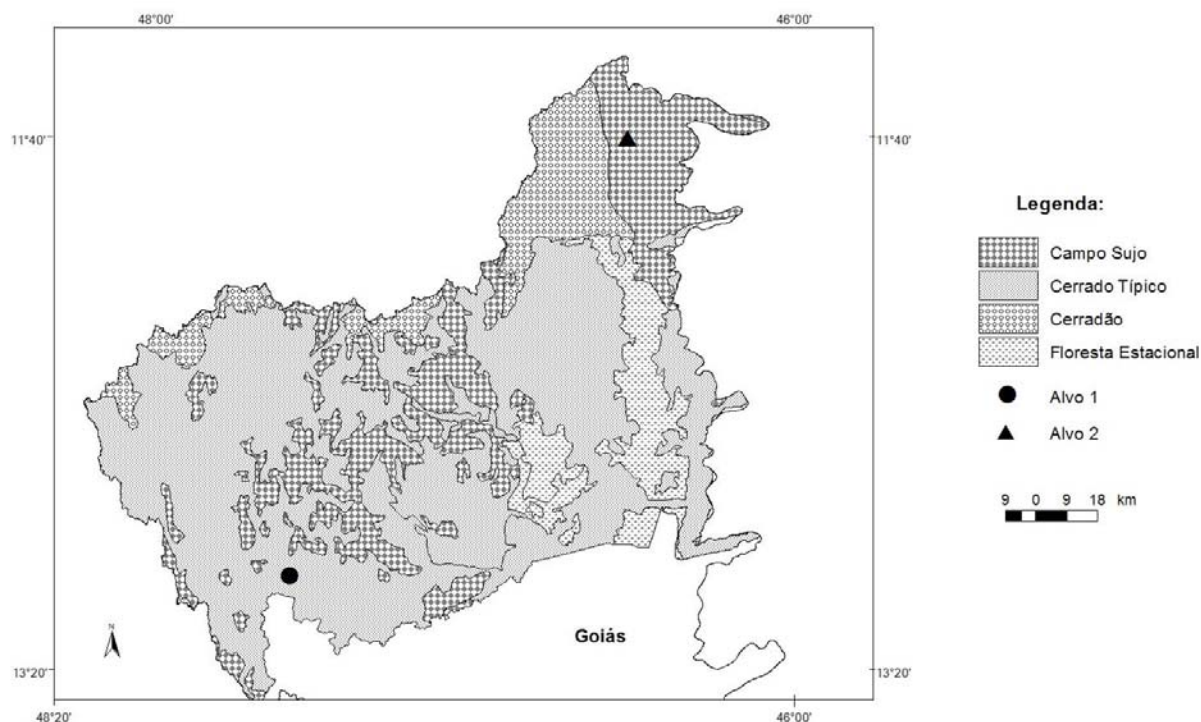 48°00' 46°00'
11°40' 11°40'
Legenda:
Campo Sujo
Cerrado Típico
Cerradão
Floresta Estacional
Alvo 1
Alvo 2
9 0 9 18 km
Goiás
N
13°20' 13°20'
48°20' 46°00'